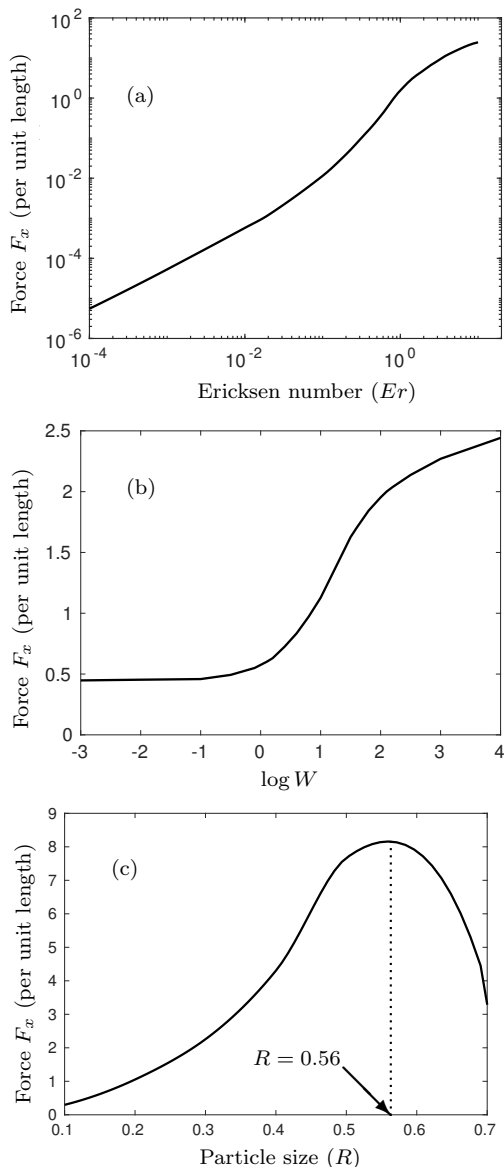 10^2
10^0
10^-2
10^-4
10^-6
Force F_x (per unit length)
(a)
10^-4
10^-2
10^0
Ericksen number (Er)
2.5
2
1.5
1
0.5
0
Force F_x (per unit length)
(b)
-3 -2 -1 0 1 2 3 4
log W
9
8
7
6
5
4
3
2
1
0
Force F_x (per unit length)
(c)
R = 0.56
0.1 0.2 0.3 0.4 0.5 0.6 0.7
Particle size (R)